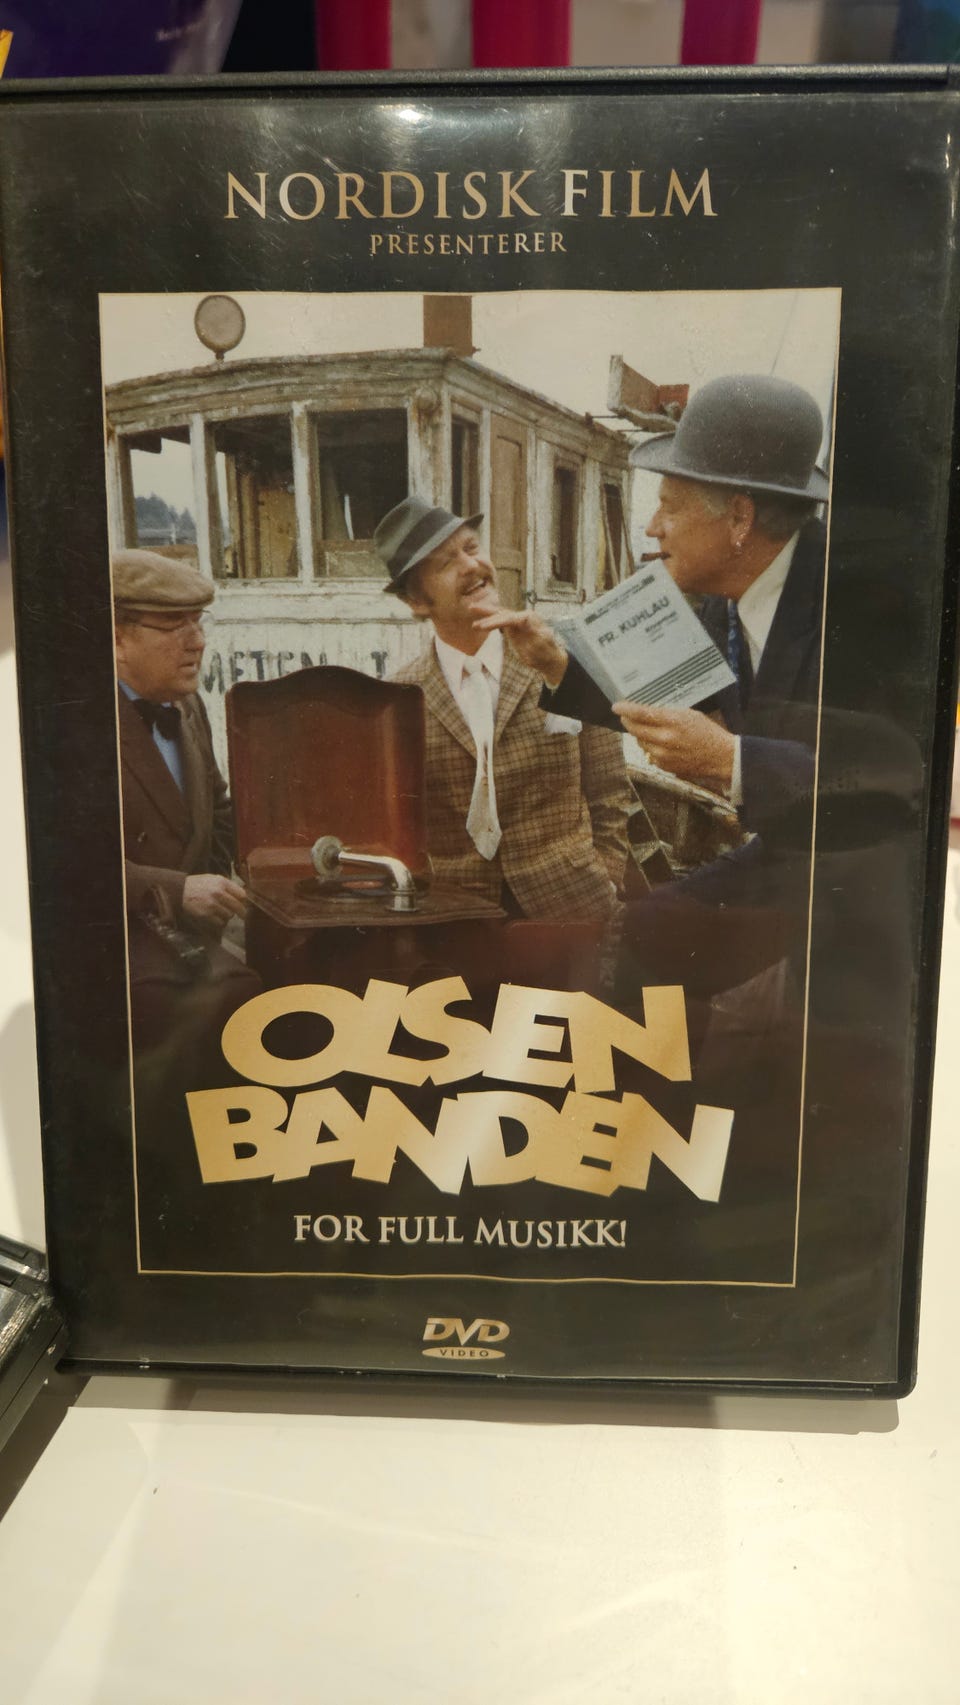 NORDISK FILM
PRESENTERER
FR. KUHLAU
OLSEN
BANDEN
FOR FULL MUSIKK!
DVD
VIDEO